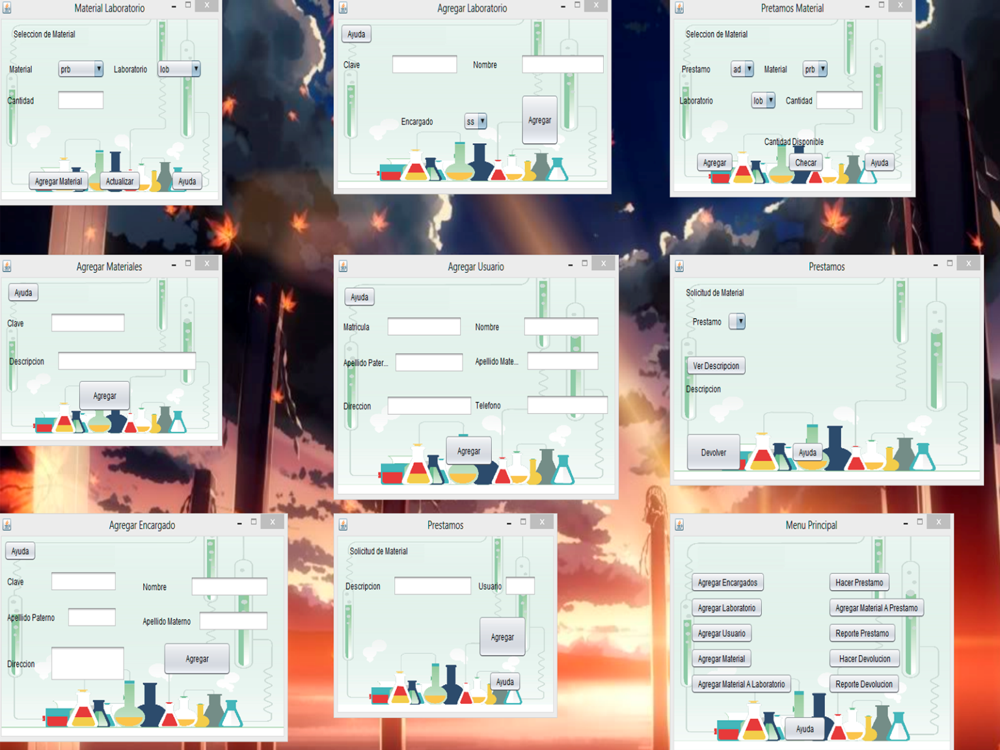 Material Laboratorio
Seleccion de Material
Material prb Laboratorio lob
Cantidad
Agregar Material Actualizar Ayuda
Agregar Laboratorio
Ayuda
Clave Nombre
Encargado ss Agregar
Pretamos Material
Seleccion de Material
Prestamo ad Material prb
Laboratorio lob Cantidad
Cantidad Disponible
Agregar Checar Ayuda
Agregar Materiales
Ayuda
Clave
Descripcion
Agregar
Agregar Usuario
Ayuda
Matricula Nombre
Apellido Pater... Apellido Mate...
Direccion Telefono
Agregar
Prestamos
Solicitud de Material
Prestamo
Ver Descripcion
Descripcion
Devolver Ayuda
Agregar Encargado
Ayuda
Clave Nombre
Apellido Paterno Apellido Materno
Direccion Agregar
Prestamos
Solicitud de Material
Descripcion Usuario
Agregar
Ayuda
Menu Principal
Agregar Encargados Hacer Prestamo
Agregar Laboratorio Agregar Material A Prestamo
Agregar Usuario Reporte Prestamo
Agregar Material Hacer Devolucion
Agregar Material A Laboratorio Reporte Devolucion
Ayuda